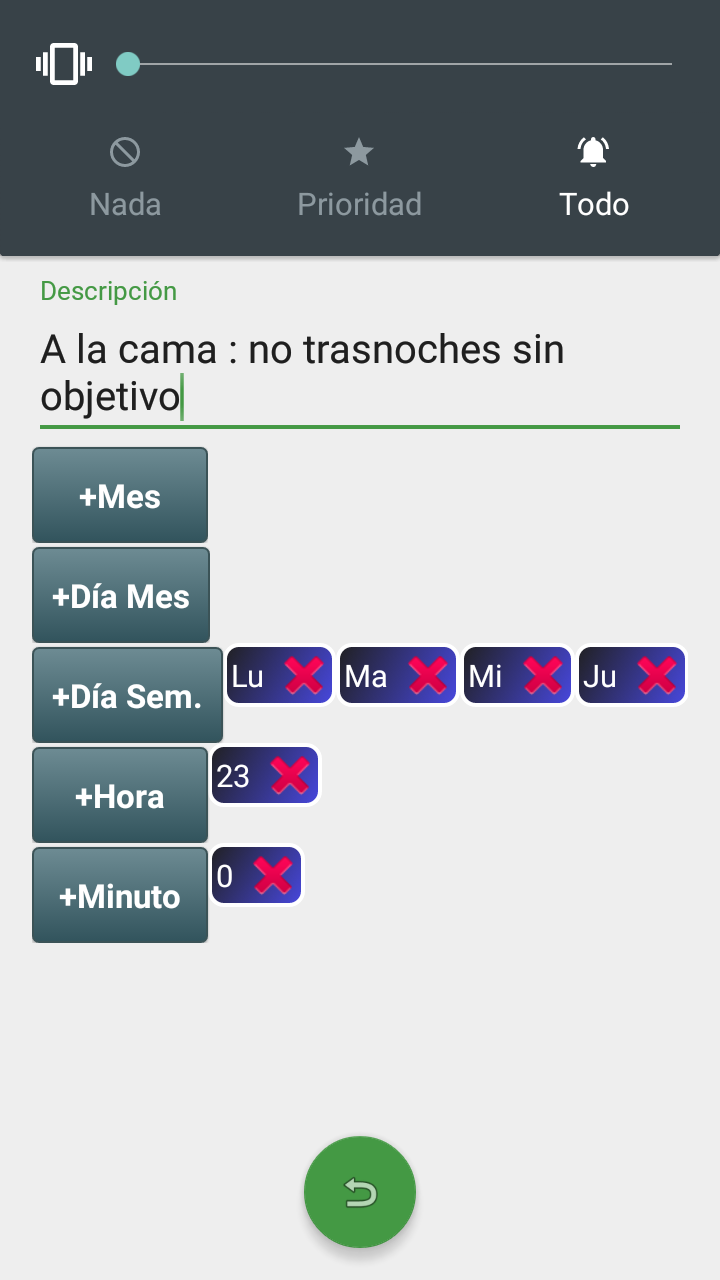 Nada Prioridad Todo
Descripción
A la cama : no trasnoches sin
objetivo
+Mes
+Día Mes
+Día Sem. Lu Ma Mi Ju
+Hora 23
+Minuto 0